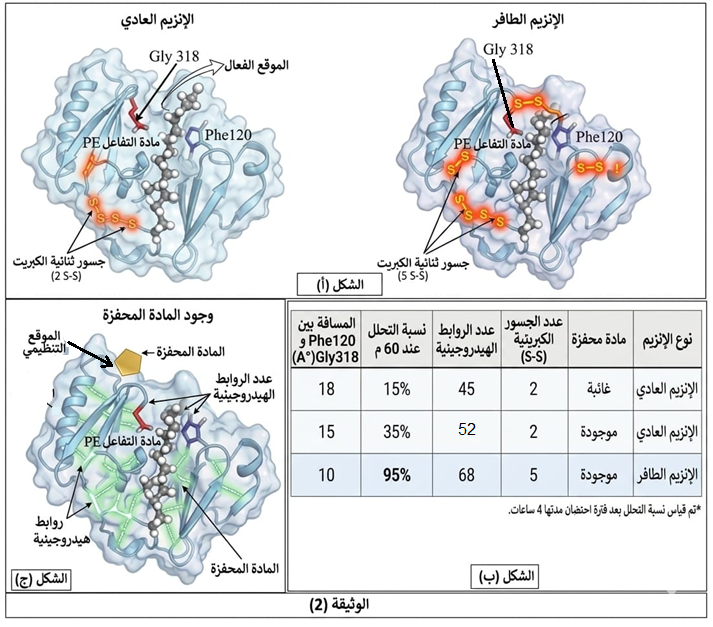 الإنزيم العادي
Gly 318
الموقع الفعال
Phe120
مادة التفاعل PE
S
S S S
جسور ثنائية الكبريت
(2 S-S)
الإنزيم الطافر
Gly 318
S-S
Phe120
مادة التفاعل PE
S S
S-S !
S
S S S
جسور ثنائية الكبريت
(5 S-S)
الشكل (أ)
نوع الإنزيم	مادة محفزة	عدد الجسور الكبريتية (S-S)	عدد الروابط الهيدروجينية	نسبة التحلل عند 60 م	المسافة بين Phe120 و Gly318(A°)
الإنزيم العادي	غائبة	2	45	15%	18
الإنزيم العادي	موجودة	2	52	35%	15
الإنزيم الطافر	موجودة	5	68	95%	10
*تم قياس نسبة التحلل بعد فترة احتضان مدتها 4 ساعات.
الشكل (ب)
وجود المادة المحفزة
الموقع
التنظيمي
المادة المحفزة
عدد الروابط
الهيدروجينية
مادة التفاعل PE
روابط
هيدروجينية
المادة المحفزة
الشكل (ج)
الوثيقة (2)